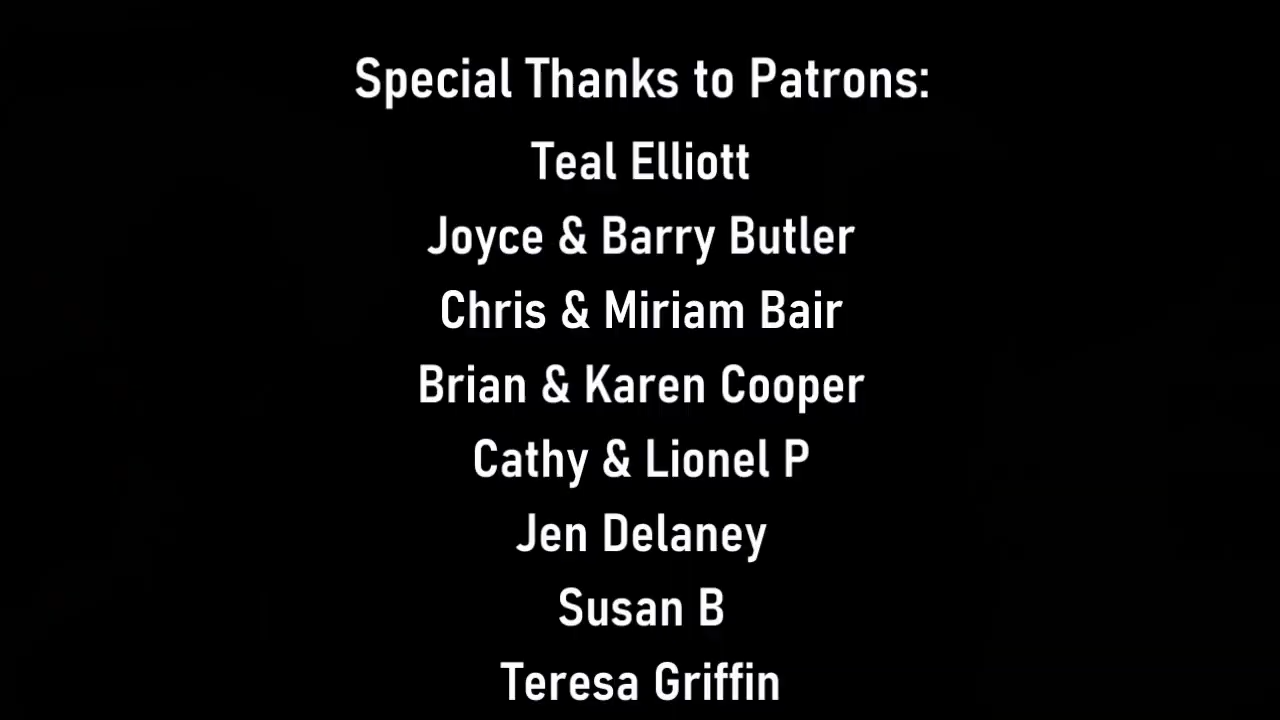 Special Thanks to Patrons:
Teal Elliott
Joyce & Barry Butler
Chris & Miriam Bair
Brian & Karen Cooper
Cathy & Lionel P
Jen Delaney
Susan B
Teresa Griffin